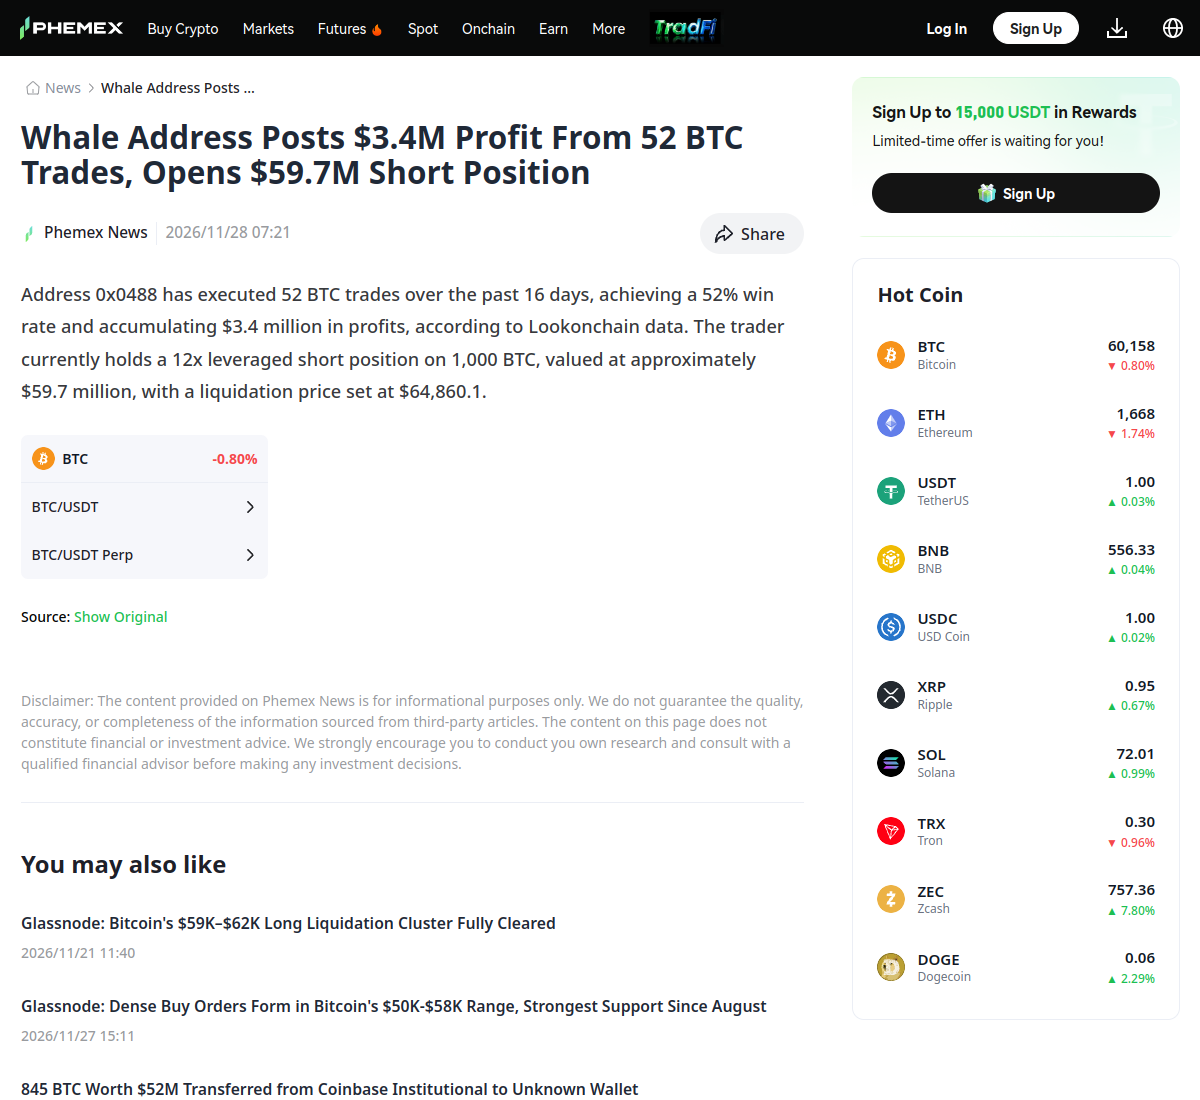 PHEMEX Buy Crypto Markets Futures Spot Onchain Earn More TradFi Log In Sign Up
News > Whale Address Posts ...
Whale Address Posts $3.4M Profit From 52 BTC
Trades, Opens $59.7M Short Position
Phemex News 2026/11/28 07:21 Share
Address 0x0488 has executed 52 BTC trades over the past 16 days, achieving a 52% win
rate and accumulating $3.4 million in profits, according to Lookonchain data. The trader
currently holds a 12x leveraged short position on 1,000 BTC, valued at approximately
$59.7 million, with a liquidation price set at $64,860.1.
BTC -0.80%
BTC/USDT
BTC/USDT Perp
Source: Show Original
Disclaimer: The content provided on Phemex News is for informational purposes only. We do not guarantee the quality,
accuracy, or completeness of the information sourced from third-party articles. The content on this page does not
constitute financial or investment advice. We strongly encourage you to conduct you own research and consult with a
qualified financial advisor before making any investment decisions.
You may also like
Glassnode: Bitcoin's $59K–$62K Long Liquidation Cluster Fully Cleared
2026/11/21 11:40
Glassnode: Dense Buy Orders Form in Bitcoin's $50K-$58K Range, Strongest Support Since August
2026/11/27 15:11
845 BTC Worth $52M Transferred from Coinbase Institutional to Unknown Wallet
Sign Up to 15,000 USDT in Rewards
Limited-time offer is waiting for you!
Sign Up
Hot Coin
BTC 60,158
Bitcoin ▼ 0.80%
ETH 1,668
Ethereum ▼ 1.74%
USDT 1.00
TetherUS ▲ 0.03%
BNB 556.33
BNB ▲ 0.04%
USDC 1.00
USD Coin ▲ 0.02%
XRP 0.95
Ripple ▲ 0.67%
SOL 72.01
Solana ▲ 0.99%
TRX 0.30
Tron ▼ 0.96%
ZEC 757.36
Zcash ▲ 7.80%
DOGE 0.06
Dogecoin ▲ 2.29%